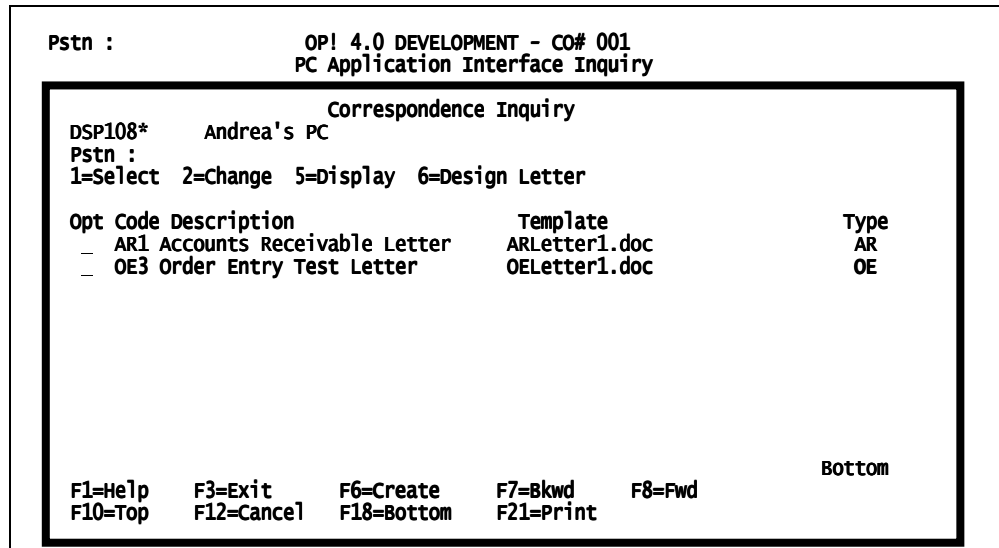 Pstn :                OP! 4.0 DEVELOPMENT - CO# 001
PC Application Interface Inquiry
Correspondence Inquiry
DSP108*     Andrea's PC
Pstn :
1=Select  2=Change  5=Display  6=Design Letter
Opt Code Description                    Template                     Type
_  AR1 Accounts Receivable Letter     ARLetter1.doc                  AR
_  OE3 Order Entry Test Letter        OELetter1.doc                  OE
Bottom
F1=Help    F3=Exit      F6=Create     F7=Bkwd     F8=Fwd
F10=Top    F12=Cancel   F18=Bottom    F21=Print